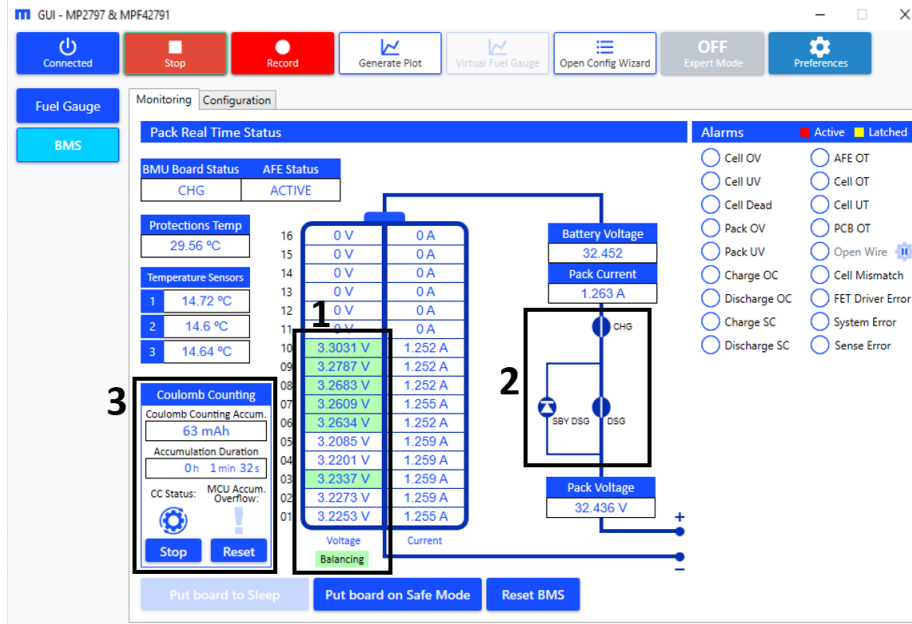 GUI - MP2797 & MPF42791
Connected
Stop
Record
Generate Plot
Virtual Fuel Gauge
Open Config Wizard
OFF
Expert Mode
Preferences
Fuel Gauge
BMS
Monitoring Configuration
Pack Real Time Status
BMU Board Status AFE Status
CHG ACTIVE
Protections Temp
29.56 ºC
Temperature Sensors
1 14.72 ºC
2 14.6 ºC
3 14.64 ºC
3
Coulomb Counting
Coulomb Counting Accum.
63 mAh
Accumulation Duration
0 h 1 min 32 s
CC Status: MCU Accum. Overflow:
Stop Reset
1
16 0 V 0 A
15 0 V 0 A
14 0 V 0 A
13 0 V 0 A
12 0 V 0 A
11 0 V 0 A
10 3.3031 V 1.252 A
09 3.2787 V 1.252 A
08 3.2683 V 1.252 A
07 3.2609 V 1.255 A
06 3.2634 V 1.252 A
05 3.2085 V 1.259 A
04 3.2201 V 1.259 A
03 3.2337 V 1.259 A
02 3.2273 V 1.259 A
01 3.2253 V 1.255 A
Voltage Current
Balancing
Battery Voltage
32.452
Pack Current
1.263 A
2
CHG
SBY DSG DSG
Pack Voltage
32.436 V
+
−
Put board to Sleep
Put board on Safe Mode
Reset BMS
Alarms Active Latched
Cell OV AFE OT
Cell UV Cell OT
Cell Dead Cell UT
Pack OV PCB OT
Pack UV Open Wire
Charge OC Cell Mismatch
Discharge OC FET Driver Error
Charge SC System Error
Discharge SC Sense Error